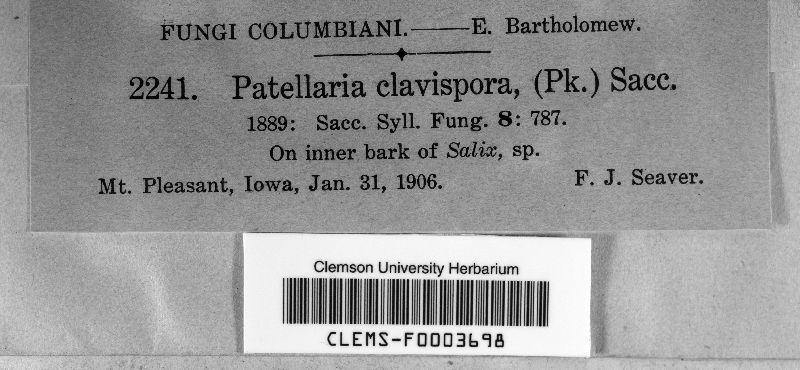 FUNGI COLUMBIANI.——E. Bartholomew.
2241. Patellaria clavispora, (Pk.) Sacc.
1889: Sacc. Syll. Fung. 8: 787.
On inner bark of Salix, sp.
Mt. Pleasant, Iowa, Jan. 31, 1906. F. J. Seaver.
Clemson University Herbarium
CLEMS-F0003698